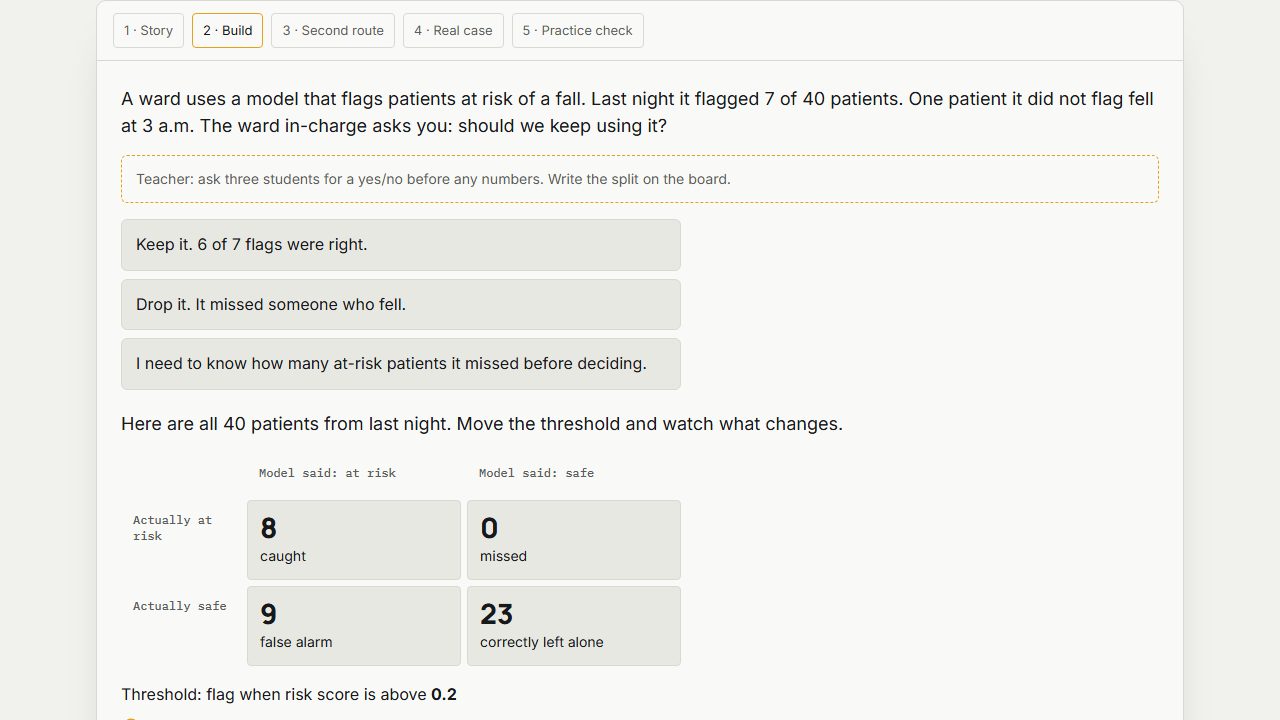 1 · Story
2 · Build
3 · Second route
4 · Real case
5 · Practice check
A ward uses a model that flags patients at risk of a fall. Last night it flagged 7 of 40 patients. One patient it did not flag fell
at 3 a.m. The ward in-charge asks you: should we keep using it?
Teacher: ask three students for a yes/no before any numbers. Write the split on the board.
Keep it. 6 of 7 flags were right.
Drop it. It missed someone who fell.
I need to know how many at-risk patients it missed before deciding.
Here are all 40 patients from last night. Move the threshold and watch what changes.
Model said: at risk
Model said: safe
Actually at
risk
8
caught
0
missed
Actually safe
9
false alarm
23
correctly left alone
Threshold: flag when risk score is above 0.2